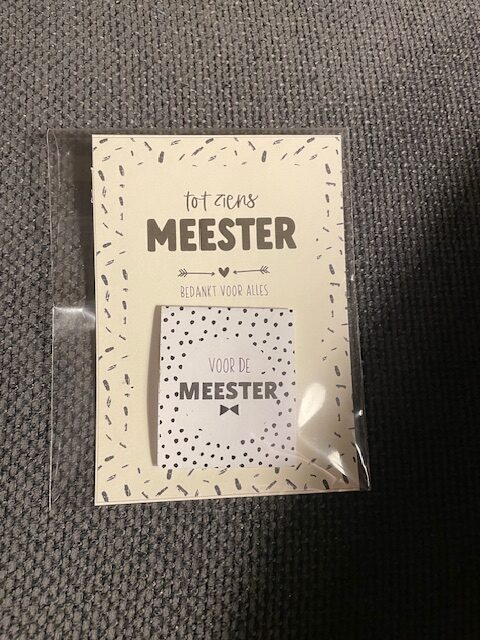 tot ziens
MEESTER
BEDANKT VOOR ALLES
VOOR DE
MEESTER